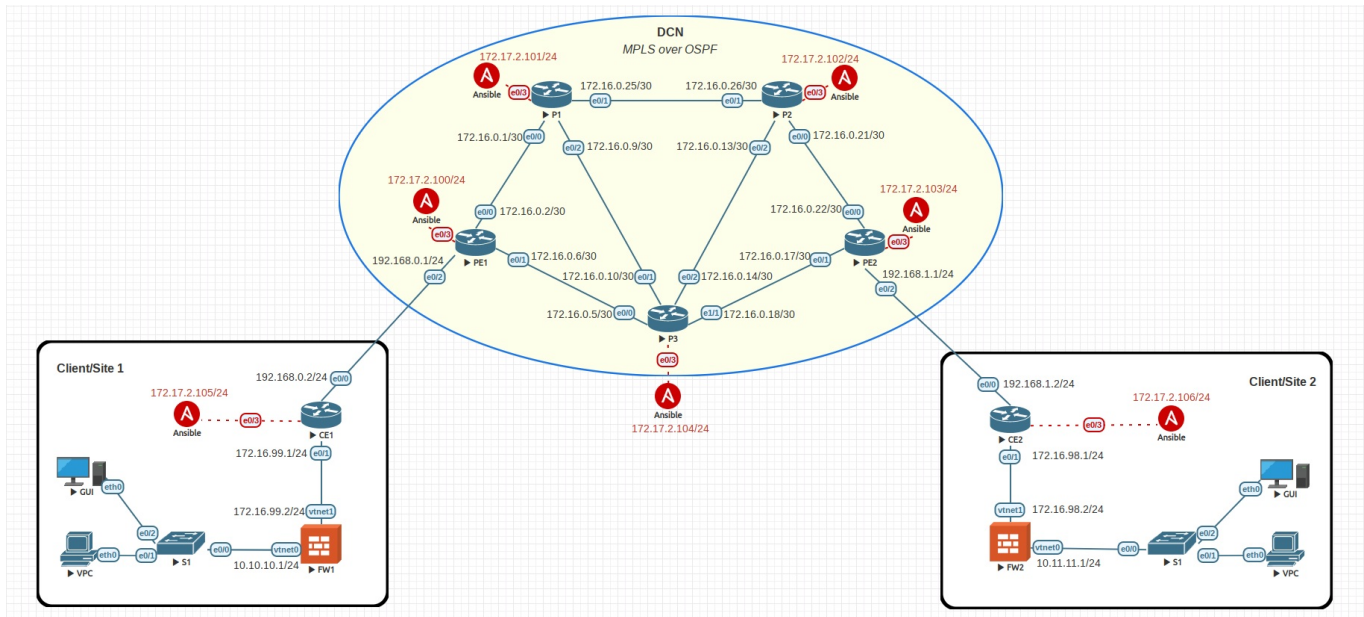 DCN
MPLS over OSPF
172.17.2.101/24
172.17.2.102/24
Ansible
e0/3
172.16.0.25/30
172.16.0.26/30
e0/3
Ansible
e0/1
e0/1
P1
P2
172.16.0.1/30
e0/0
e0/2
172.16.0.9/30
172.16.0.13/30
e0/2
e0/0
172.16.0.21/30
172.17.2.100/24
172.17.2.103/24
Ansible
e0/0
172.16.0.2/30
172.16.0.22/30
e0/0
Ansible
e0/3
e0/3
192.168.0.1/24
PE1
e0/1
172.16.0.6/30
172.16.0.17/30
e0/1
PE2
192.168.1.1/24
e0/2
172.16.0.10/30
e0/1
e0/2
172.16.0.14/30
e0/2
172.16.0.5/30
e0/0
e1/1
172.16.0.18/30
P3
e0/3
Ansible
172.17.2.104/24
Client/Site 1
192.168.0.2/24
e0/0
172.17.2.105/24
Ansible
e0/3
CE1
172.16.99.1/24
e0/1
GUI
eth0
172.16.99.2/24
vtnet1
e0/2
VPC
eth0
e0/1
S1
e0/0
vtnet0
FW1
10.10.10.1/24
Client/Site 2
e0/0
192.168.1.2/24
172.17.2.106/24
CE2
e0/3
Ansible
e0/1
172.16.98.1/24
GUI
eth0
vtnet1
172.16.98.2/24
e0/2
FW2
vtnet0
e0/0
S1
e0/1
eth0
VPC
10.11.11.1/24